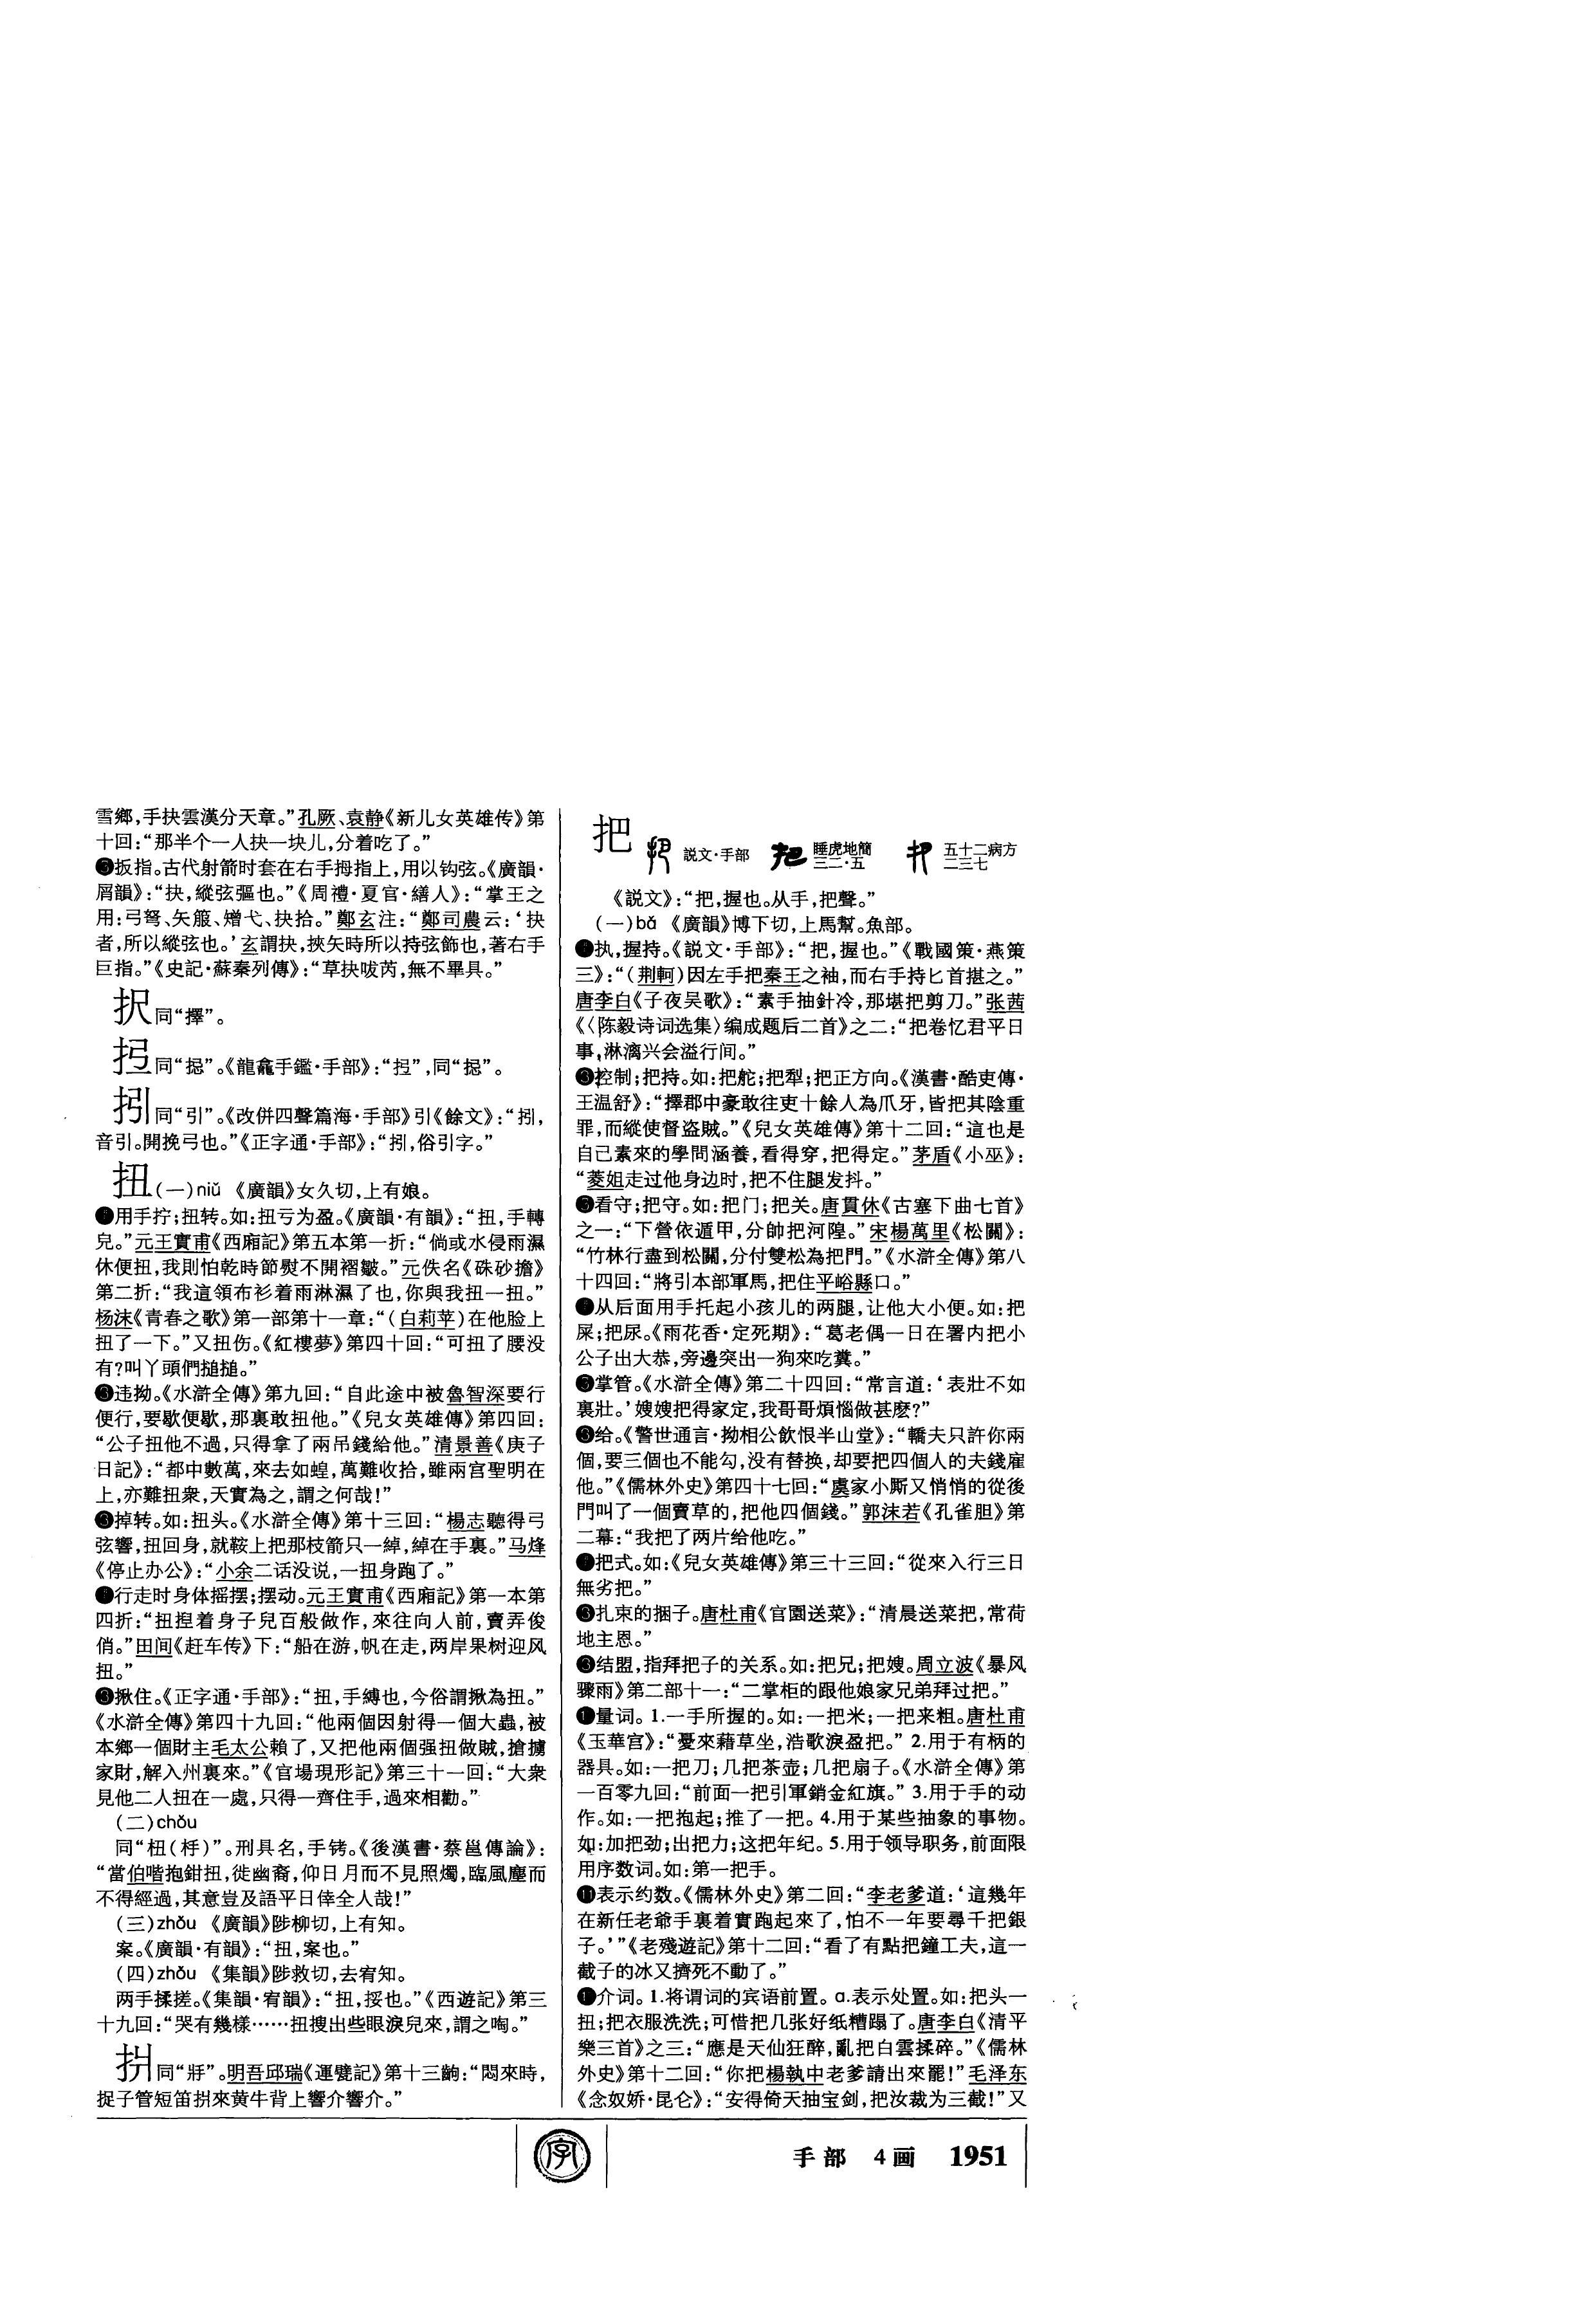 雪鄉,手抉雲漢分天章。”孔厥、袁静《新儿女英雄传》第
十回:“那半个一人抉一块儿,分着吃了。”
❸扳指。古代射箭时套在右手拇指上,用以钩弦。《廣韻·
屑韻》:“抉,縱弦彄也。”《周禮·夏官·繕人》:“掌王之
用:弓弩、矢箙、矰弋、抉拾。”鄭玄注:“鄭司農云:‘抉
者,所以縱弦也。’玄謂抉,挾矢時所以持弦飾也,著右手
巨指。”《史記·蘇秦列傳》:“草抉㕹芮,無不畢具。”
択同“擇”。
抸同“摁”。《龍龕手鑑·手部》:“抸”,同“摁”。
㧈同“引”。《改併四聲篇海·手部》引《餘文》:“㧈,
音引。開挽弓也。”《正字通·手部》:“㧈,俗引字。”
扭(一)niǔ 《廣韻》女久切,上有娘。
❶用手拧;扭转。如:扭亏为盈。《廣韻·有韻》:“扭,手轉
皃。”元王實甫《西廂記》第五本第一折:“倘或水侵雨濕
休便扭,我則怕乾時節熨不開褶皺。”元佚名《硃砂擔》
第二折:“我這領布衫着雨淋濕了也,你與我扭一扭。”
杨沫《青春之歌》第一部第十一章:“(白莉苹)在他脸上
扭了一下。”又扭伤。《紅樓夢》第四十回:“可扭了腰没
有?叫丫頭們搥搥。”
❷违拗。《水滸全傳》第九回:“自此途中被魯智深要行
便行,要歇便歇,那裏敢扭他。”《兒女英雄傳》第四回:
“公子扭他不過,只得拿了兩吊錢給他。”清景善《庚子
日記》:“都中數萬,來去如蝗,萬難收拾,雖兩宫聖明在
上,亦難扭衆,天實為之,謂之何哉!”
❸掉转。如:扭头。《水滸全傳》第十三回:“楊志聽得弓
弦響,扭回身,就鞍上把那枝箭只一綽,綽在手裏。”马烽
《停止办公》:“小余二话没说,一扭身跑了。”
❹行走时身体摇摆;摆动。元王實甫《西廂記》第一本第
四折:“扭捏着身子兒百般做作,來往向人前,賣弄俊
俏。”田间《赶车传》下:“船在游,帆在走,两岸果树迎风
扭。”
❺揪住。《正字通·手部》:“扭,手縛也,今俗謂揪為扭。”
《水滸全傳》第四十九回:“他兩個因射得一個大蟲,被
本鄉一個財主毛太公賴了,又把他兩個强扭做賊,搶擄
家財,解入州裏來。”《官場現形記》第三十一回:“大衆
見他二人扭在一處,只得一齊住手,過來相勸。”
(二)chǒu
同“杻(杽)”。刑具名,手铐。《後漢書·蔡邕傳論》:
“當伯喈抱鉗扭,徙幽裔,仰日月而不見照燭,臨風塵而
不得經過,其意豈及語平日倖全人哉!”
(三)zhǒu 《廣韻》陟柳切,上有知。
案。《廣韻·有韻》:“扭,案也。”
(四)zhǒu 《集韻》陟救切,去宥知。
两手揉搓。《集韻·宥韻》:“扭,挼也。”《西遊記》第三
十九回:“哭有幾樣……扭搜出些眼淚兒來,謂之啕。”
㧆同“牂”。明吾邱瑞《運甓記》第十三齣:“悶來時,
捉子管短笛㧆來黄牛背上響介響介。”
把 説文·手部 睡虎地簡三二·五 五十二病方二三七
《説文》:“把,握也。从手,把聲。”
(一)bǎ 《廣韻》博下切,上馬幫。魚部。
❶执,握持。《説文·手部》:“把,握也。”《戰國策·燕策
三》:“(荆軻)因左手把秦王之袖,而右手持匕首揕之。”
唐李白《子夜吴歌》:“素手抽針冷,那堪把剪刀。”张茜
《〈陈毅诗词选集〉编成题后二首》之二:“把卷忆君平日
事,淋漓兴会溢行间。”
❷控制;把持。如:把舵;把犁;把正方向。《漢書·酷吏傳·
王温舒》:“擇郡中豪敢往吏十餘人為爪牙,皆把其陰重
罪,而縱使督盗賊。”《兒女英雄傳》第十二回:“這也是
自己素來的學問涵養,看得穿,把得定。”茅盾《小巫》:
“菱姐走过他身边时,把不住腿发抖。”
❸看守;把守。如:把门;把关。唐貫休《古塞下曲七首》
之一:“下營依遁甲,分帥把河隍。”宋楊萬里《松關》:
“竹林行盡到松關,分付雙松為把門。”《水滸全傳》第八
十四回:“將引本部軍馬,把住平峪縣口。”
❹从后面用手托起小孩儿的两腿,让他大小便。如:把
屎;把尿。《雨花香·定死期》:“葛老偶一日在署内把小
公子出大恭,旁邊突出一狗來吃糞。”
❺掌管。《水滸全傳》第二十四回:“常言道:‘表壯不如
裏壯。’嫂嫂把得家定,我哥哥煩惱做甚麽?”
❻给。《警世通言·拗相公飲恨半山堂》:“轎夫只許你兩
個,要三個也不能勾,没有替换,却要把四個人的夫錢雇
他。”《儒林外史》第四十七回:“虞家小厮又悄悄的從後
門叫了一個賣草的,把他四個錢。”郭沫若《孔雀胆》第
二幕:“我把了两片给他吃。”
❼把式。如:《兒女英雄傳》第三十三回:“從來入行三日
無劣把。”
❽扎束的捆子。唐杜甫《官園送菜》:“清晨送菜把,常荷
地主恩。”
❾结盟,指拜把子的关系。如:把兄;把嫂。周立波《暴风
骤雨》第二部十一:“二掌柜的跟他娘家兄弟拜过把。”
❿量词。1.一手所握的。如:一把米;一把来粗。唐杜甫
《玉華宫》:“憂來藉草坐,浩歌淚盈把。”2.用于有柄的
器具。如:一把刀;几把茶壶;几把扇子。《水滸全傳》第
一百零九回:“前面一把引軍銷金紅旗。”3.用于手的动
作。如:一把抱起;推了一把。4.用于某些抽象的事物。
如:加把劲;出把力;这把年纪。5.用于领导职务,前面限
用序数词。如:第一把手。
⓫表示约数。《儒林外史》第二回:“李老爹道:‘這幾年
在新任老爺手裏着實跑起來了,怕不一年要尋千把銀
子。’”《老殘遊記》第十二回:“看了有點把鐘工夫,這一
截子的冰又擠死不動了。”
⓬介词。1.将谓词的宾语前置。a.表示处置。如:把头一
扭;把衣服洗洗;可惜把几张好纸糟蹋了。唐李白《清平
樂三首》之三:“應是天仙狂醉,亂把白雲揉碎。”《儒林
外史》第十二回:“你把楊執中老爹請出來罷!”毛泽东
《念奴娇·昆仑》:“安得倚天抽宝剑,把汝裁为三截!”又
字
手部 4画 1951